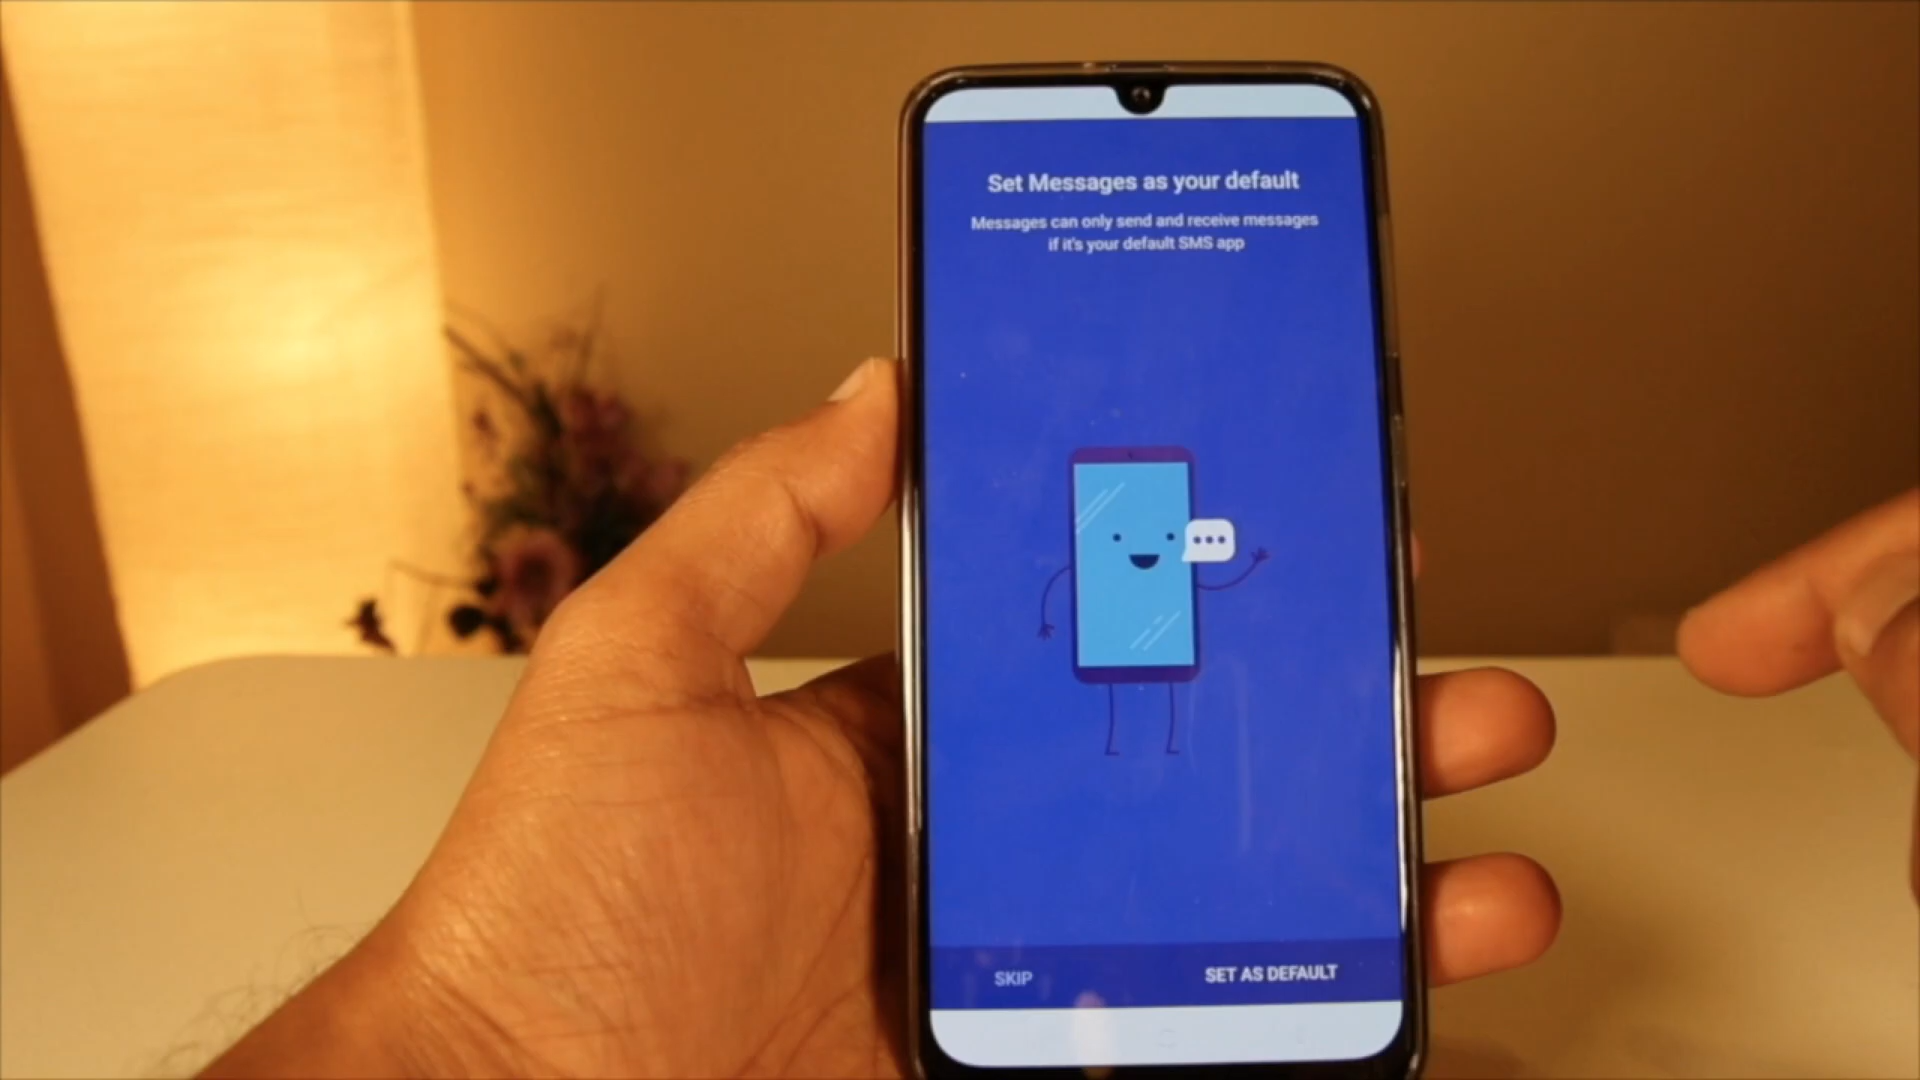 Set Messages as your default
Messages can only send and receive messages
if it's your default SMS app
SKIP
SET AS DEFAULT